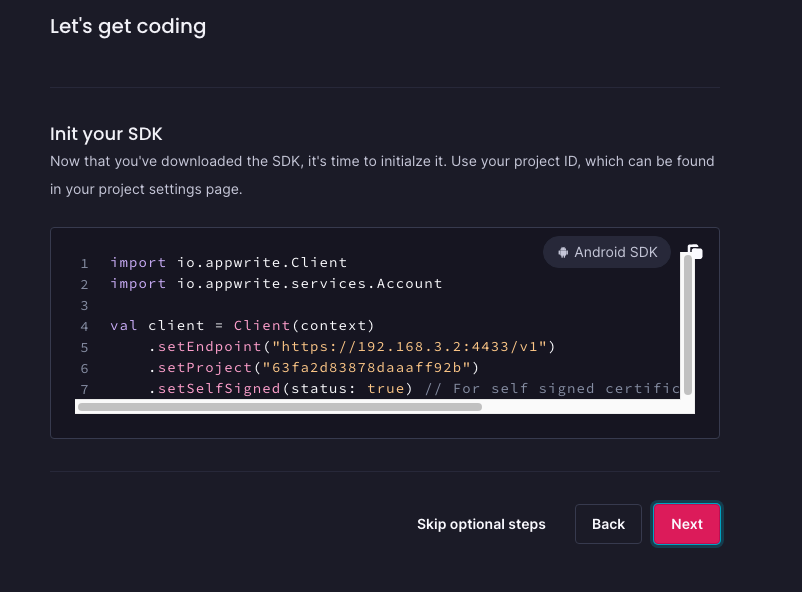 Let's get coding
Init your SDK
Now that you've downloaded the SDK, it's time to initialze it. Use your project ID, which can be found
in your project settings page.
Android SDK
1 import io.appwrite.Client
2 import io.appwrite.services.Account
3
4 val client = Client(context)
5 .setEndpoint("https://192.168.3.2:4433/v1")
6 .setProject("63fa2d83878daaaff92b")
7 .setSelfSigned(status: true) // For self signed certific
Skip optional steps
Back
Next